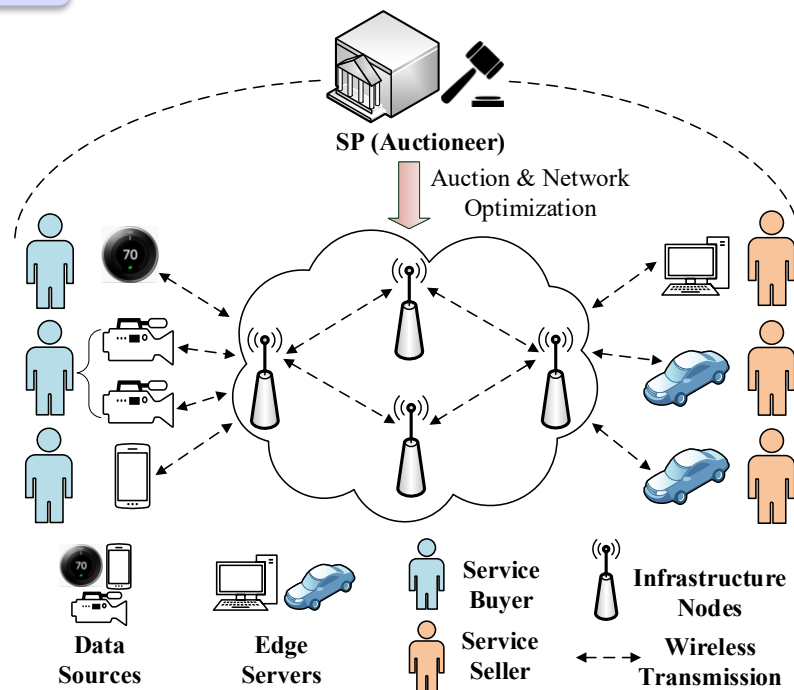 SP (Auctioneer)
Auction & Network
Optimization
70
70
Data
Sources
Edge
Servers
Service
Buyer
Service
Seller
Infrastructure
Nodes
Wireless
Transmission